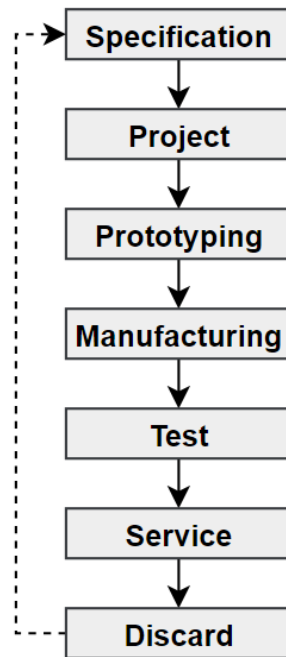 Specification
Project
Prototyping
Manufacturing
Test
Service
Discard